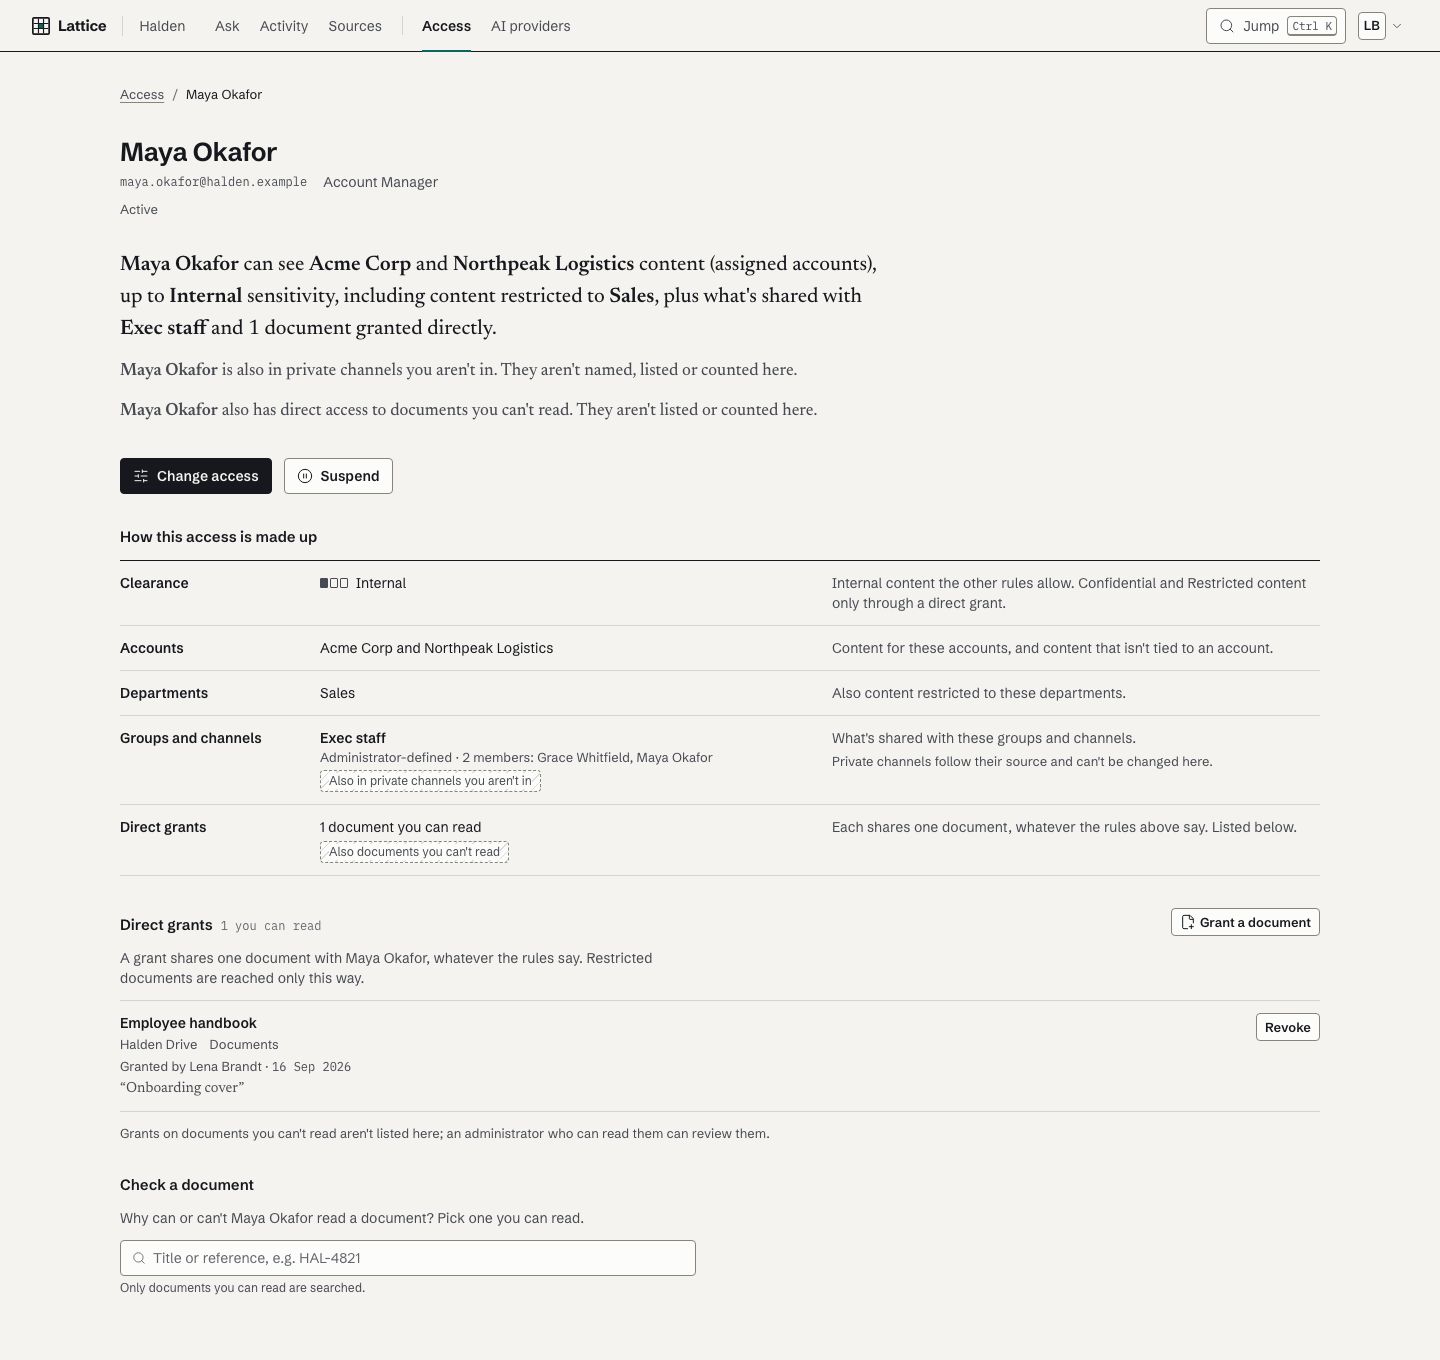 Lattice
Halden
Ask
Activity
Sources
Access
AI providers
Jump
Ctrl K
LB
Access / Maya Okafor
Maya Okafor
maya.okafor@halden.example Account Manager
Active
Maya Okafor can see Acme Corp and Northpeak Logistics content (assigned accounts),
up to Internal sensitivity, including content restricted to Sales, plus what's shared with
Exec staff and 1 document granted directly.
Maya Okafor is also in private channels you aren't in. They aren't named, listed or counted here.
Maya Okafor also has direct access to documents you can't read. They aren't listed or counted here.
Change access
Suspend
How this access is made up
Clearance
Internal
Internal content the other rules allow. Confidential and Restricted content
only through a direct grant.
Accounts
Acme Corp and Northpeak Logistics
Content for these accounts, and content that isn't tied to an account.
Departments
Sales
Also content restricted to these departments.
Groups and channels
Exec staff
Administrator-defined · 2 members: Grace Whitfield, Maya Okafor
Also in private channels you aren't in
What's shared with these groups and channels.
Private channels follow their source and can't be changed here.
Direct grants
1 document you can read
Also documents you can't read
Each shares one document, whatever the rules above say. Listed below.
Direct grants 1 you can read
Grant a document
A grant shares one document with Maya Okafor, whatever the rules say. Restricted
documents are reached only this way.
Employee handbook
Halden Drive Documents
Granted by Lena Brandt · 16 Sep 2026
“Onboarding cover”
Revoke
Grants on documents you can't read aren't listed here; an administrator who can read them can review them.
Check a document
Why can or can't Maya Okafor read a document? Pick one you can read.
Title or reference, e.g. HAL-4821
Only documents you can read are searched.